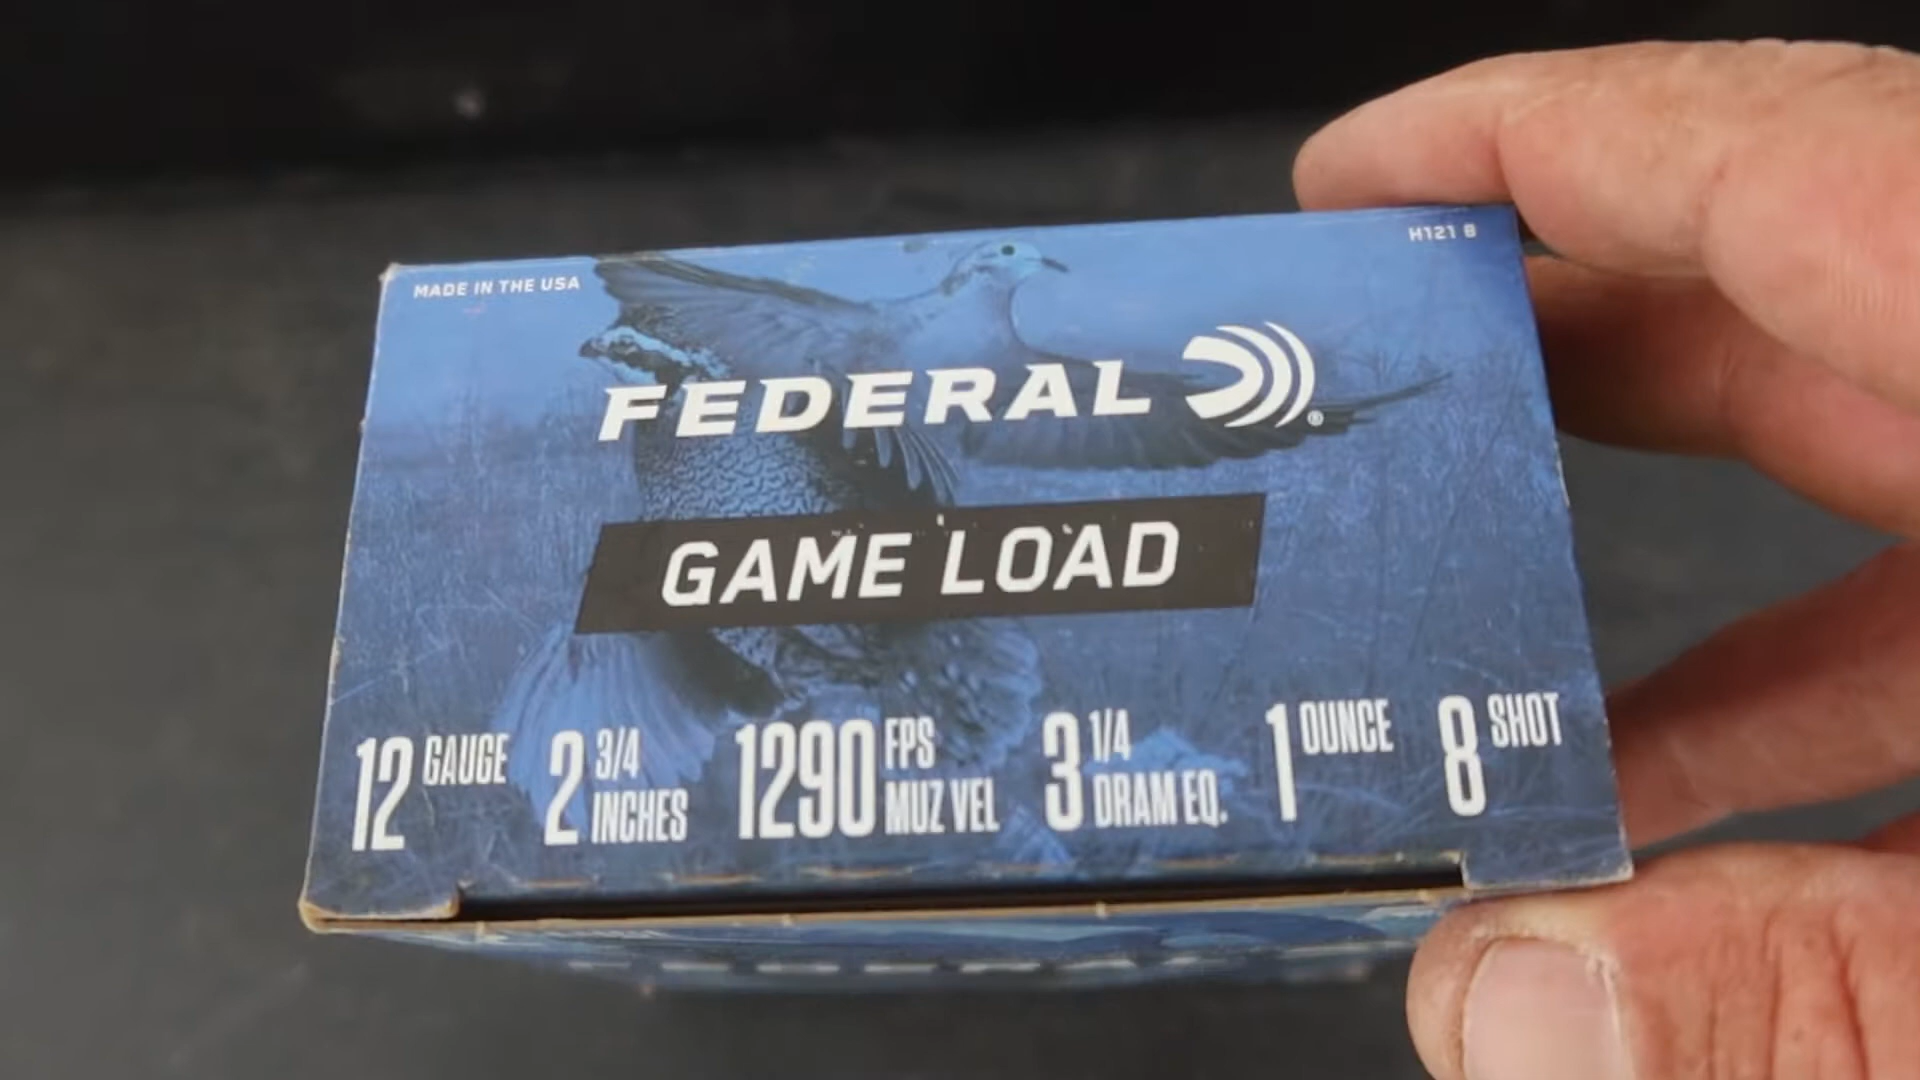 MADE IN THE USA
H121 8
FEDERAL ®
GAME LOAD
12 GAUGE
2 3/4 INCHES
1290 FPS MUZ VEL
3 1/4 DRAM EQ.
1 OUNCE
8 SHOT